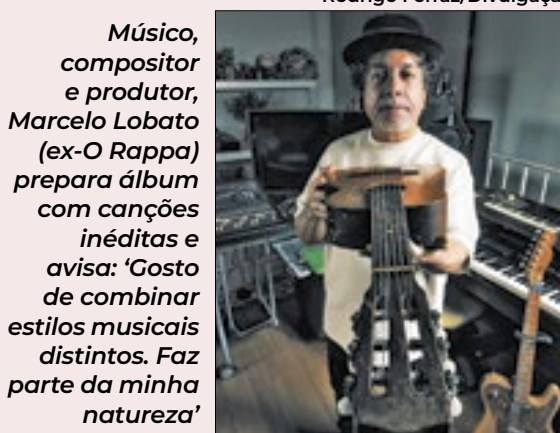 Músico,
compositor
e produtor,
Marcelo Lobato
(ex-O Rappa)
prepara álbum
com canções
inéditas e
avisa: ‘Gosto
de combinar
estilos musicais
distintos. Faz
parte da minha
natureza’